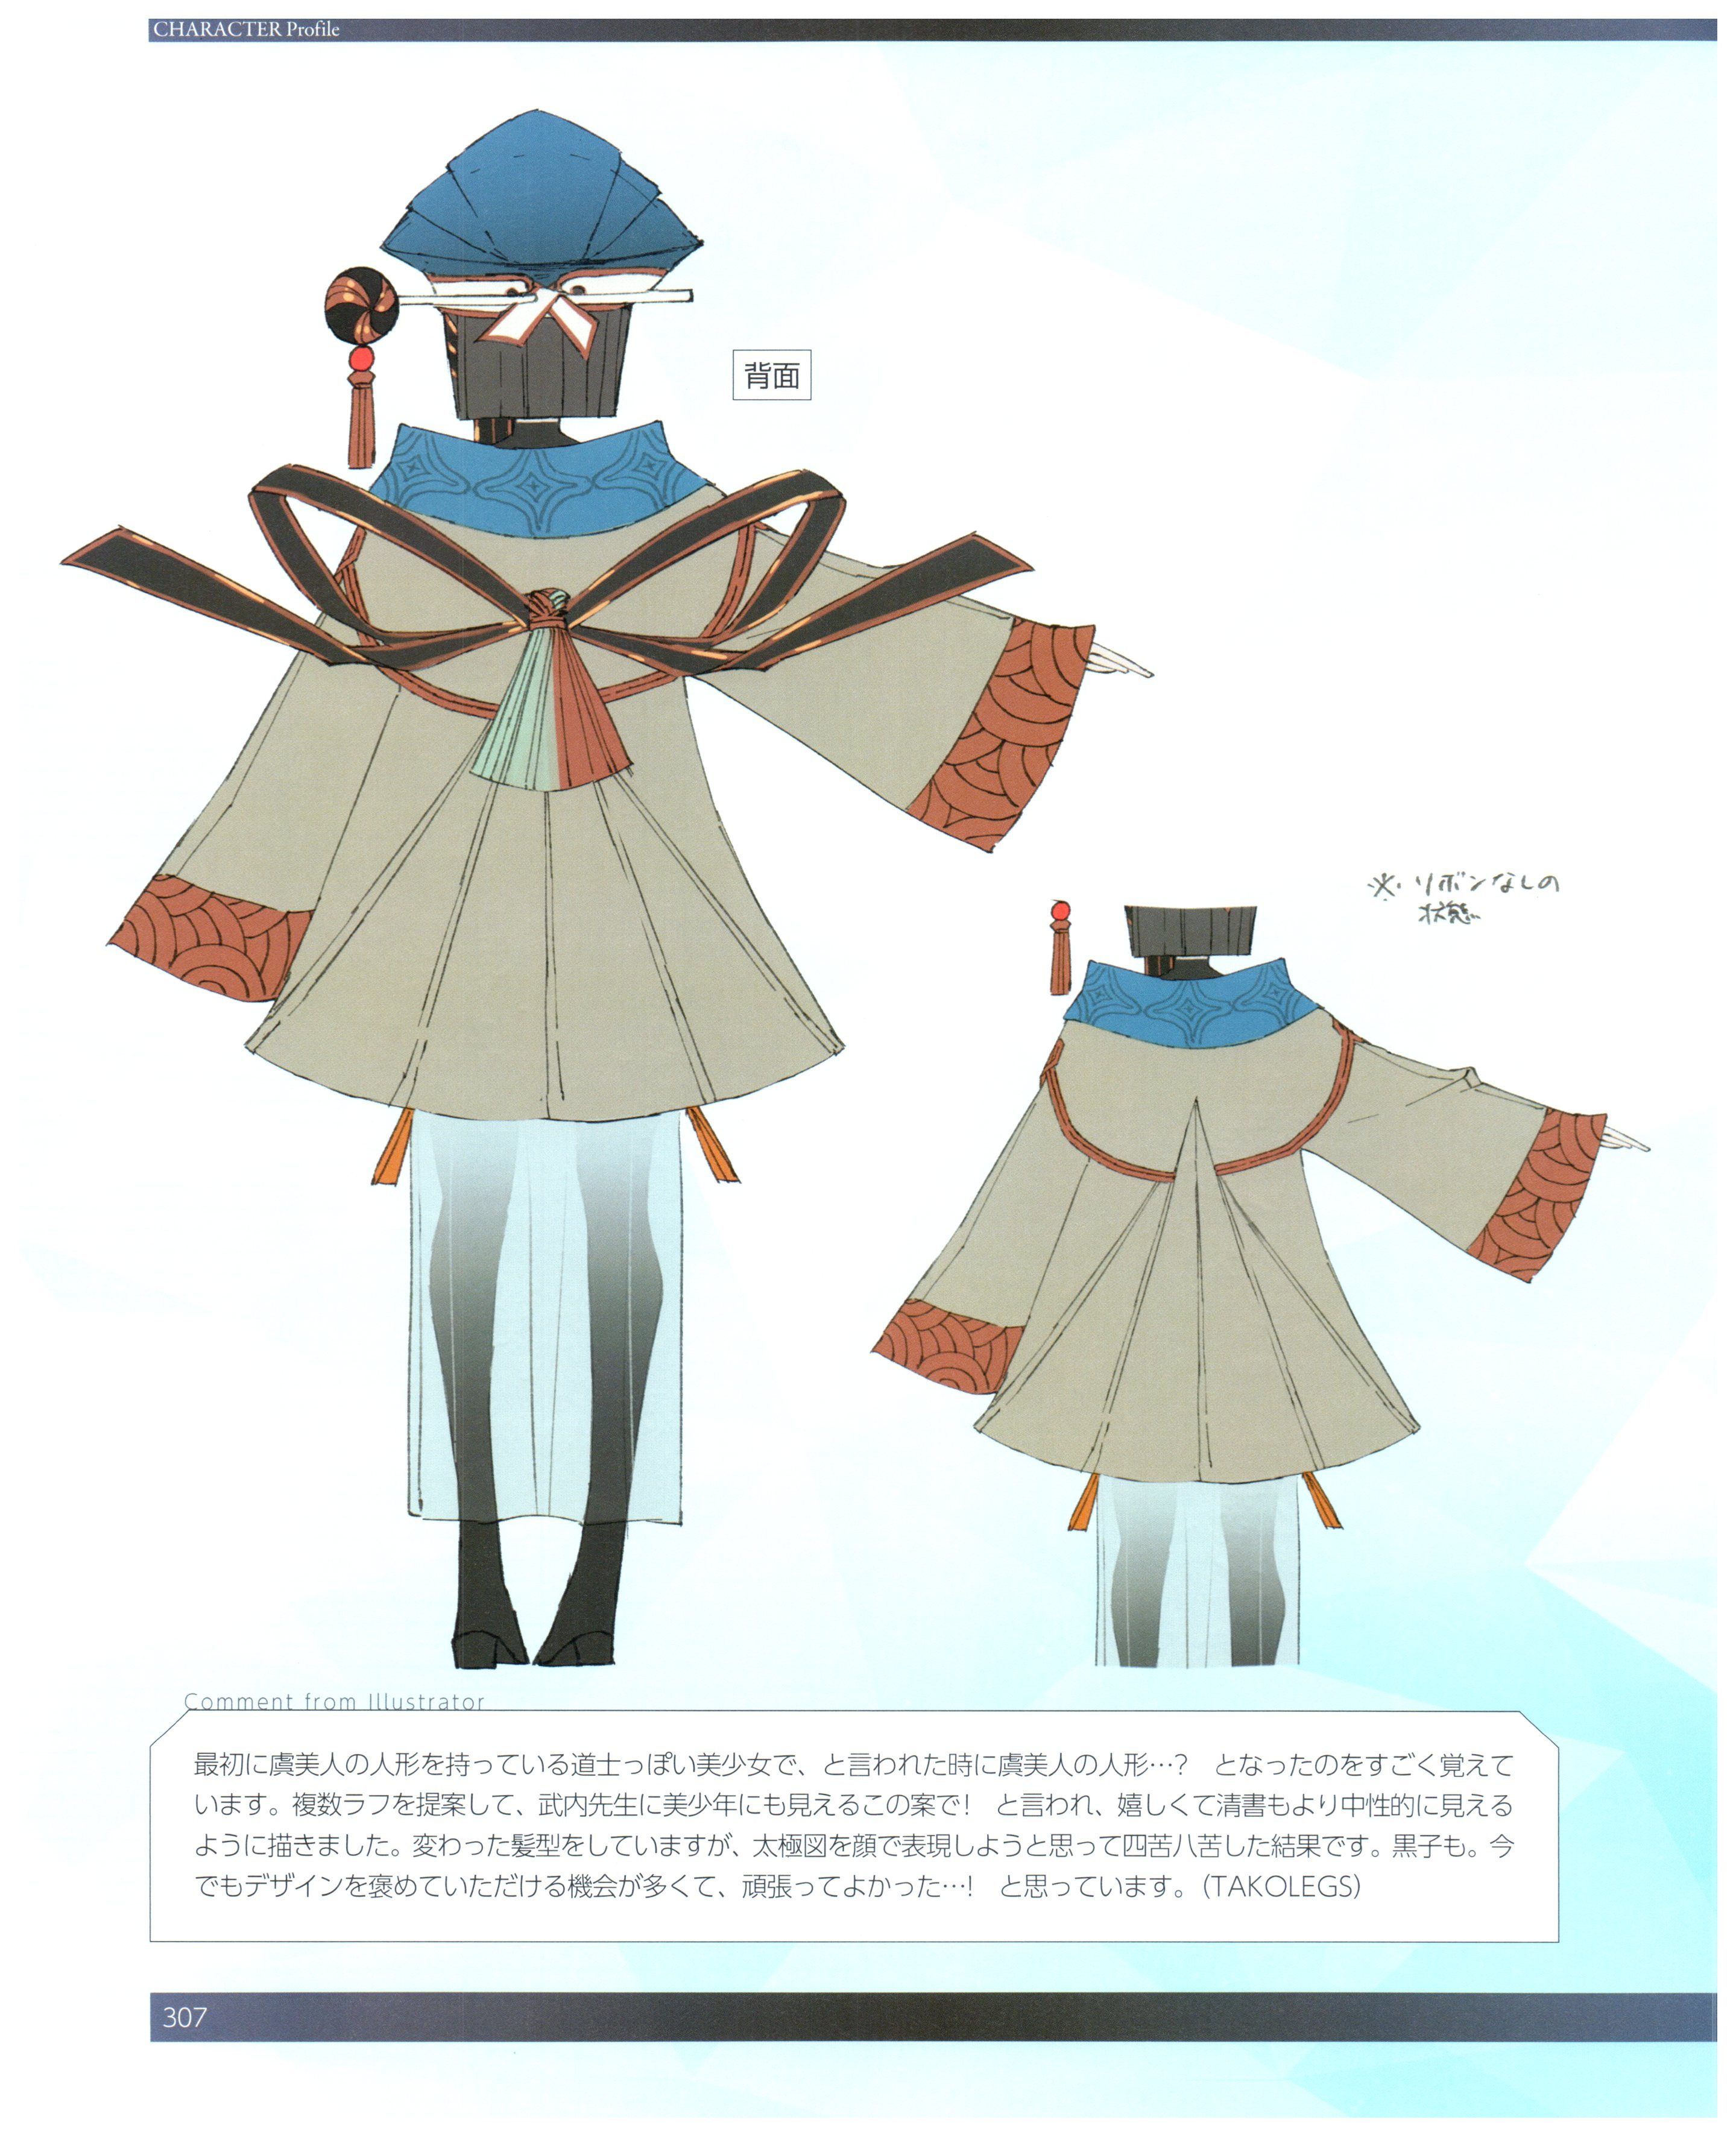 CHARACTER Profile
背面
※ リボンなしの
状態
Comment from Illustrator
最初に虞美人の人形を持っている道士っぽい美少女で、と言われた時に虞美人の人形…?　となったのをすごく覚えて
います。複数ラフを提案して、武内先生に美少年にも見えるこの案で!　と言われ、嬉しくて清書もより中性的に見える
ように描きました。変わった髪型をしていますが、太極図を顔で表現しようと思って四苦八苦した結果です。黒子も。今
でもデザインを褒めていただける機会が多くて、頑張ってよかった…!　と思っています。（TAKOLEGS）
307